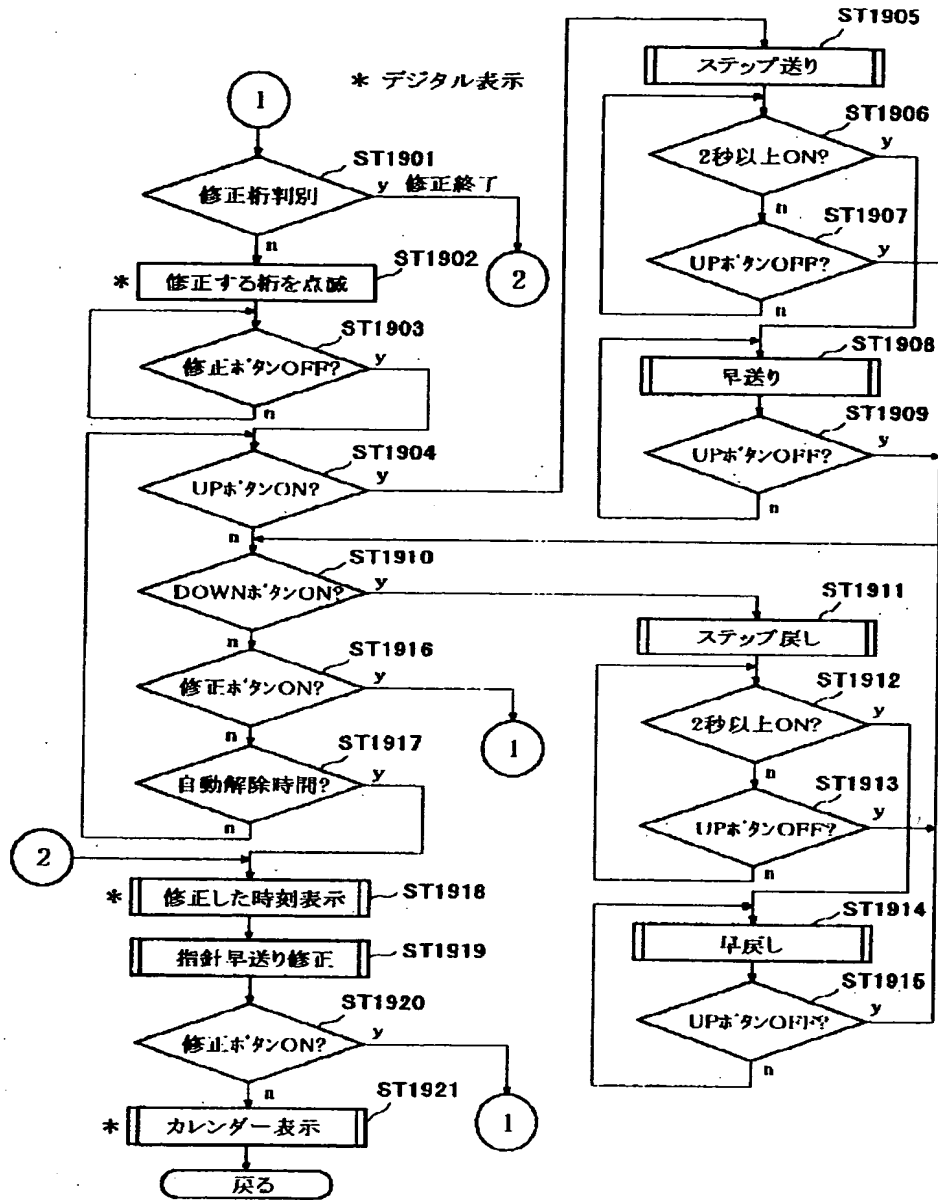 * デジタル表示
1
ST1901
修正桁判別
y 修正終了
n
2
ST1902
* 修正する桁を点滅
ST1903
修正ボタンOFF?
y
n
ST1904
UPボタンON?
y
n
ST1905
ステップ送り
ST1906
2秒以上ON?
y
n
ST1907
UPボタンOFF?
y
n
ST1908
早送り
ST1909
UPボタンOFF?
y
n
ST1910
DOWNボタンON?
y
n
ST1911
ステップ戻し
ST1912
2秒以上ON?
y
n
ST1913
UPボタンOFF?
y
n
ST1914
早戻し
ST1915
UPボタンOFF?
y
n
ST1916
修正ボタンON?
y
n
1
ST1917
自動解除時間?
y
n
2
ST1918
* 修正した時刻表示
ST1919
指針早送り修正
ST1920
修正ボタンON?
y
n
1
ST1921
* カレンダー表示
戻る